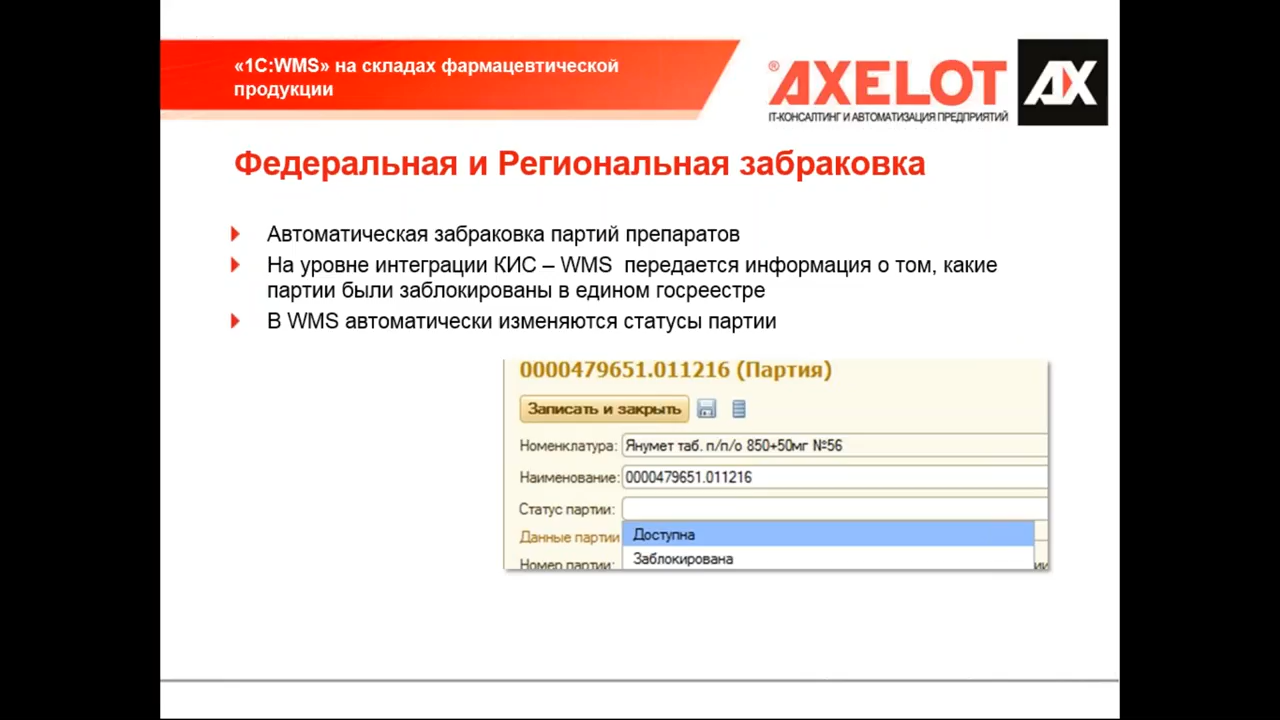 «1С:WMS» на складах фармацевтической
продукции
®AXELOT
IT-КОНСАЛТИНГ И АВТОМАТИЗАЦИЯ ПРЕДПРИЯТИЙ
AX
Федеральная и Региональная забраковка
Автоматическая забраковка партий препаратов
На уровне интеграции КИС – WMS передается информация о том, какие
партии были заблокированы в едином госреестре
В WMS автоматически изменяются статусы партии
0000479651.011216 (Партия)
Записать и закрыть
Номенклатура: Янумет таб. п/п/о 850+50мг №56
Наименование: 0000479651.011216
Статус партии:
Доступна
Данные партии
Заблокирована
Номер партии: